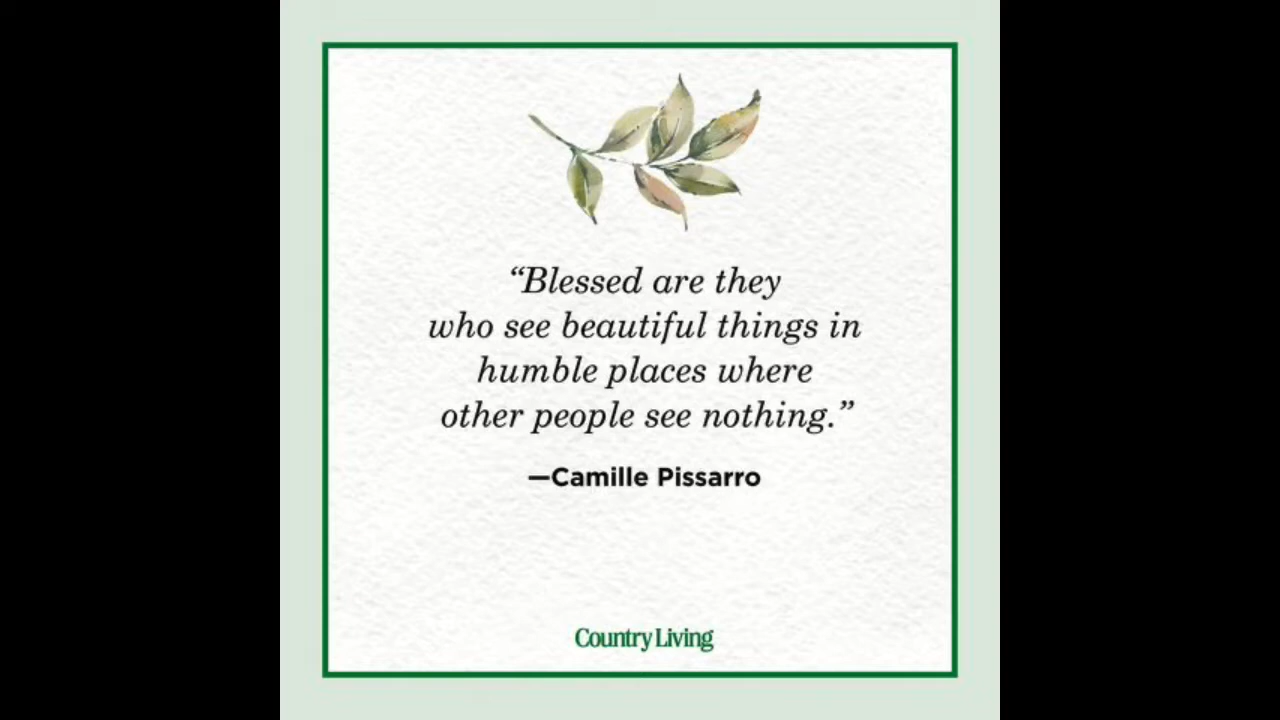 “Blessed are they
who see beautiful things in
humble places where
other people see nothing.”
—Camille Pissarro
Country Living